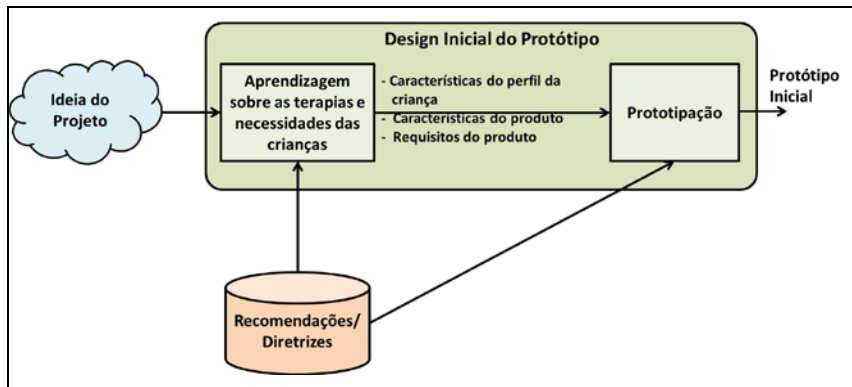 Design Inicial do Protótipo
Ideia do
Projeto
Aprendizagem
sobre as terapias e
necessidades das
crianças
- Características do perfil da
criança
- Características do produto
- Requisitos do produto
Prototipação
Protótipo
Inicial
Recomendações/
Diretrizes